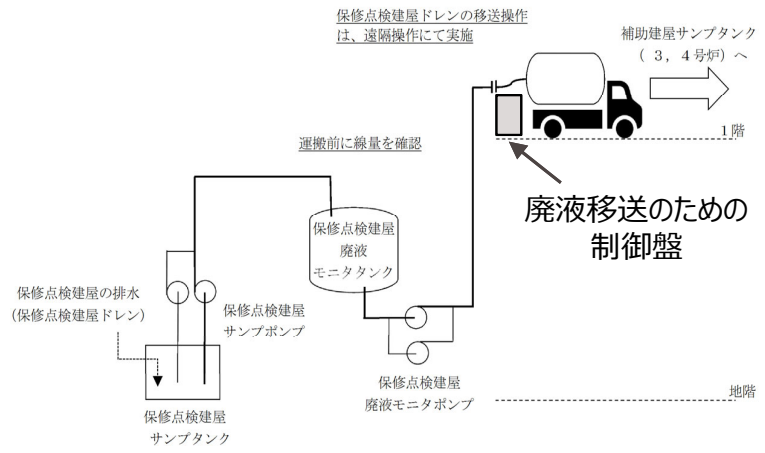 保修点検建屋ドレンの移送操作
は、遠隔操作にて実施
補助建屋サンプタンク
（ 3，4号炉）へ
1階
運搬前に線量を確認
廃液移送のための
制御盤
保修点検建屋
廃液
モニタタンク
保修点検建屋の排水
(保修点検建屋ドレン)
保修点検建屋
サンプポンプ
保修点検建屋
廃液モニタポンプ
地階
保修点検建屋
サンプタンク